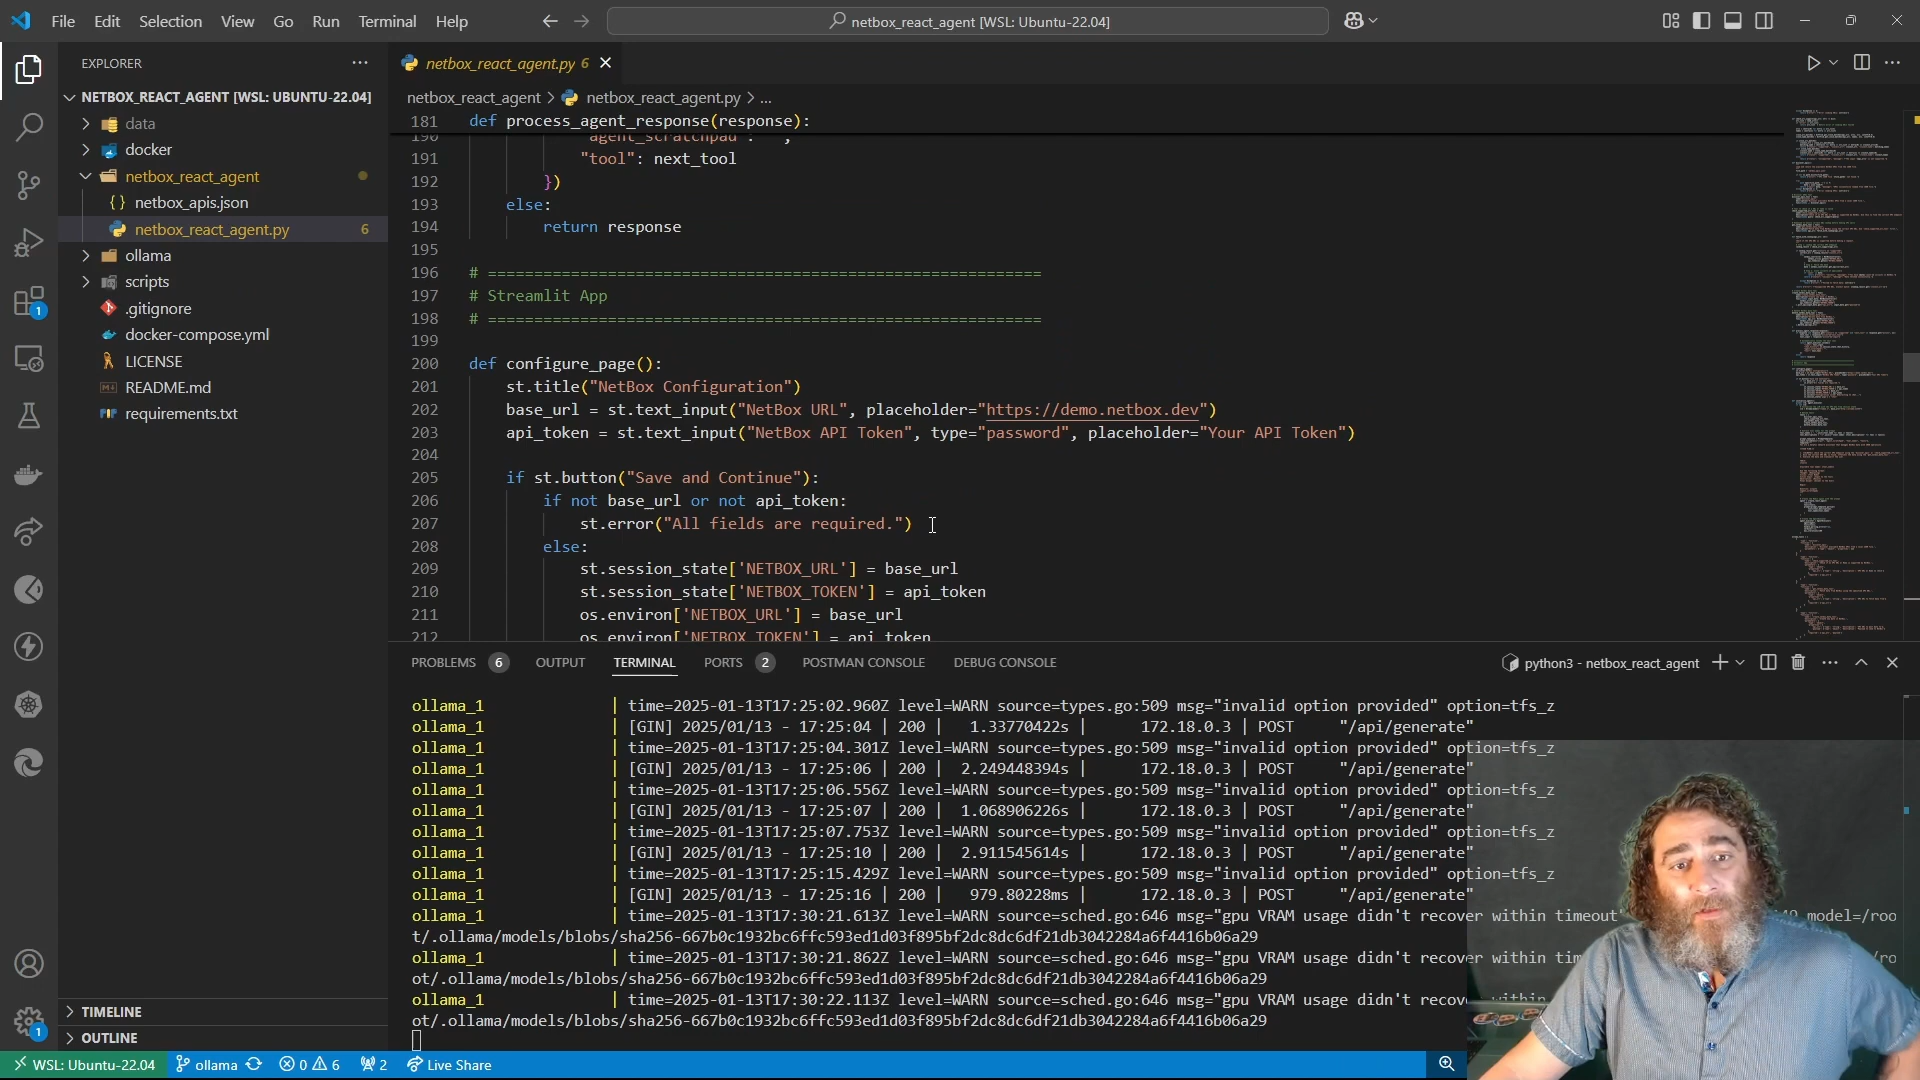 File Edit Selection View Go Run Terminal Help
netbox_react_agent [WSL: Ubuntu-22.04]
EXPLORER
NETBOX_REACT_AGENT [WSL: UBUNTU-22.04]
data
docker
netbox_react_agent
netbox_apis.json
netbox_react_agent.py 6
ollama
scripts
.gitignore
docker-compose.yml
LICENSE
README.md
requirements.txt
TIMELINE
OUTLINE
1
1
netbox_react_agent.py 6
netbox_react_agent > netbox_react_agent.py > ...
181 def process_agent_response(response):
190 "agent_scratchpad": "",
191 "tool": next_tool
192 })
193 else:
194 return response
195
196 # ============================================================
197 # Streamlit App
198 # ============================================================
199
200 def configure_page():
201 st.title("NetBox Configuration")
202 base_url = st.text_input("NetBox URL", placeholder="https://demo.netbox.dev")
203 api_token = st.text_input("NetBox API Token", type="password", placeholder="Your API Token")
204
205 if st.button("Save and Continue"):
206 if not base_url or not api_token:
207 st.error("All fields are required.")
208 else:
209 st.session_state['NETBOX_URL'] = base_url
210 st.session_state['NETBOX_TOKEN'] = api_token
211 os.environ['NETBOX_URL'] = base_url
212 os.environ['NETBOX_TOKEN'] = api_token
PROBLEMS 6 OUTPUT TERMINAL PORTS 2 POSTMAN CONSOLE DEBUG CONSOLE
python3 - netbox_react_agent
ollama_1 | time=2025-01-13T17:25:02.960Z level=WARN source=types.go:509 msg="invalid option provided" option=tfs_z
ollama_1 | [GIN] 2025/01/13 - 17:25:04 | 200 | 1.33770422s | 172.18.0.3 | POST "/api/generate"
ollama_1 | time=2025-01-13T17:25:04.301Z level=WARN source=types.go:509 msg="invalid option provided" option=tfs_z
ollama_1 | [GIN] 2025/01/13 - 17:25:06 | 200 | 2.249448394s | 172.18.0.3 | POST "/api/generate"
ollama_1 | time=2025-01-13T17:25:06.556Z level=WARN source=types.go:509 msg="invalid option provided" option=tfs_z
ollama_1 | [GIN] 2025/01/13 - 17:25:07 | 200 | 1.068906226s | 172.18.0.3 | POST "/api/generate"
ollama_1 | time=2025-01-13T17:25:07.753Z level=WARN source=types.go:509 msg="invalid option provided" option=tfs_z
ollama_1 | [GIN] 2025/01/13 - 17:25:10 | 200 | 2.911545614s | 172.18.0.3 | POST "/api/generate"
ollama_1 | time=2025-01-13T17:25:15.429Z level=WARN source=types.go:509 msg="invalid option provided" option=tfs_z
ollama_1 | [GIN] 2025/01/13 - 17:25:16 | 200 | 979.80228ms | 172.18.0.3 | POST "/api/generate"
ollama_1 | time=2025-01-13T17:30:21.613Z level=WARN source=sched.go:646 msg="gpu VRAM usage didn't recover within timeout" model=/roo
t/.ollama/models/blobs/sha256-667b0c1932bc6ffc593ed1d03f895bf2dc8dc6df21db3042284a6f4416b06a29
ollama_1 | time=2025-01-13T17:30:21.862Z level=WARN source=sched.go:646 msg="gpu VRAM usage didn't recover within
ot/.ollama/models/blobs/sha256-667b0c1932bc6ffc593ed1d03f895bf2dc8dc6df21db3042284a6f4416b06a29
ollama_1 | time=2025-01-13T17:30:22.113Z level=WARN source=sched.go:646 msg="gpu VRAM usage didn't within
ot/.ollama/models/blobs/sha256-667b0c1932bc6ffc593ed1d03f895bf2dc8dc6df21db3042284a6f4416b06a29
WSL: Ubuntu-22.04 ollama 0 6 2 Live Share